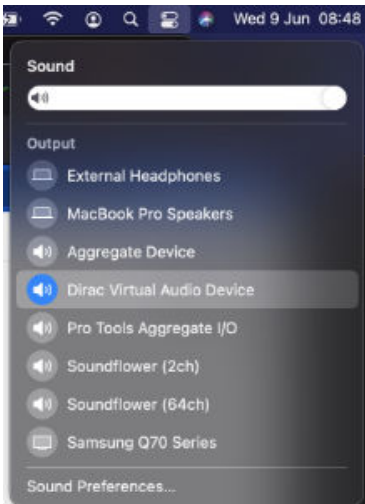 Wed 9 Jun 08:48
Sound
Output
External Headphones
MacBook Pro Speakers
Aggregate Device
Dirac Virtual Audio Device
Pro Tools Aggregate I/O
Soundflower (2ch)
Soundflower (64ch)
Samsung Q70 Series
Sound Preferences...